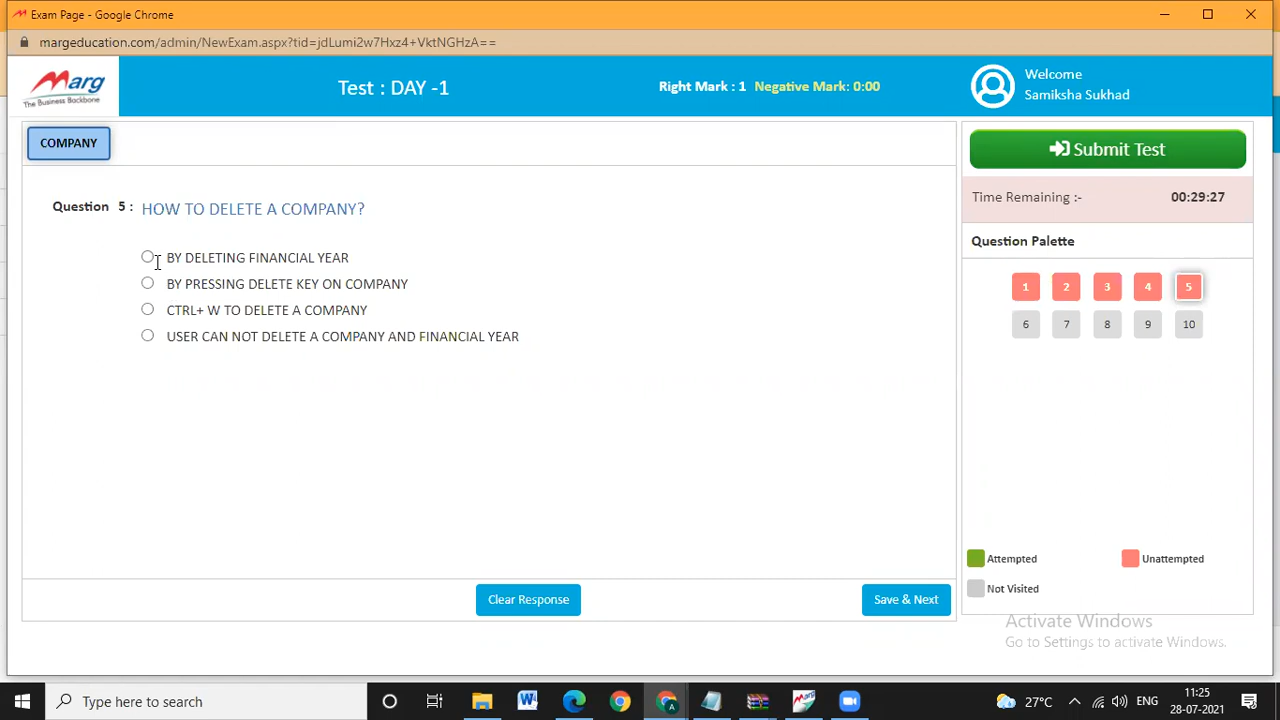 Exam Page - Google Chrome
margeducation.com/admin/NewExam.aspx?tid=jdLumi2w7Hxz4+VktNGHzA==
Marg
The Business Backbone
Test : DAY -1
Right Mark : 1 Negative Mark: 0:00
Welcome
Samiksha Sukhad
COMPANY
Submit Test
Time Remaining :- 00:29:27
Question 5 : HOW TO DELETE A COMPANY?
BY DELETING FINANCIAL YEAR
BY PRESSING DELETE KEY ON COMPANY
CTRL+ W TO DELETE A COMPANY
USER CAN NOT DELETE A COMPANY AND FINANCIAL YEAR
Question Palette
1 2 3 4 5
6 7 8 9 10
Attempted Unattempted
Not Visited
Clear Response Save & Next
Activate Windows
Go to Settings to activate Windows.
Type here to search
27°C ENG 11:25
28-07-2021